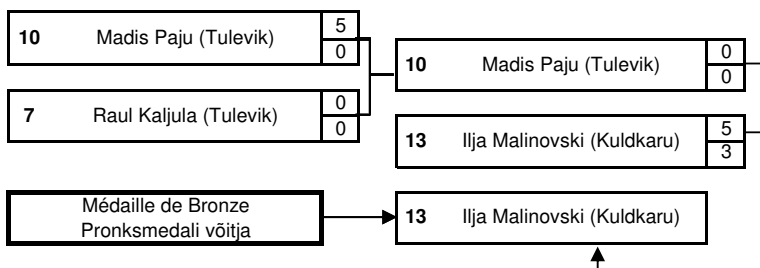 10 Madis Paju (Tulevik) 5
0
7 Raul Kaljula (Tulevik) 0
0
10 Madis Paju (Tulevik) 0
0
13 Ilja Malinovski (Kuldkaru) 5
3
Médaille de Bronze
Pronksmedali võitja
13 Ilja Malinovski (Kuldkaru)